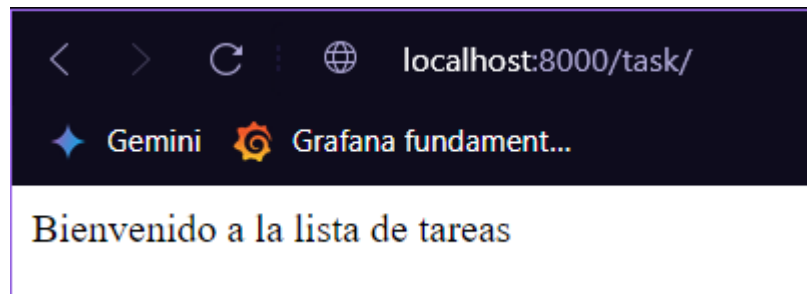 localhost:8000/task/
Gemini Grafana fundament...
Bienvenido a la lista de tareas